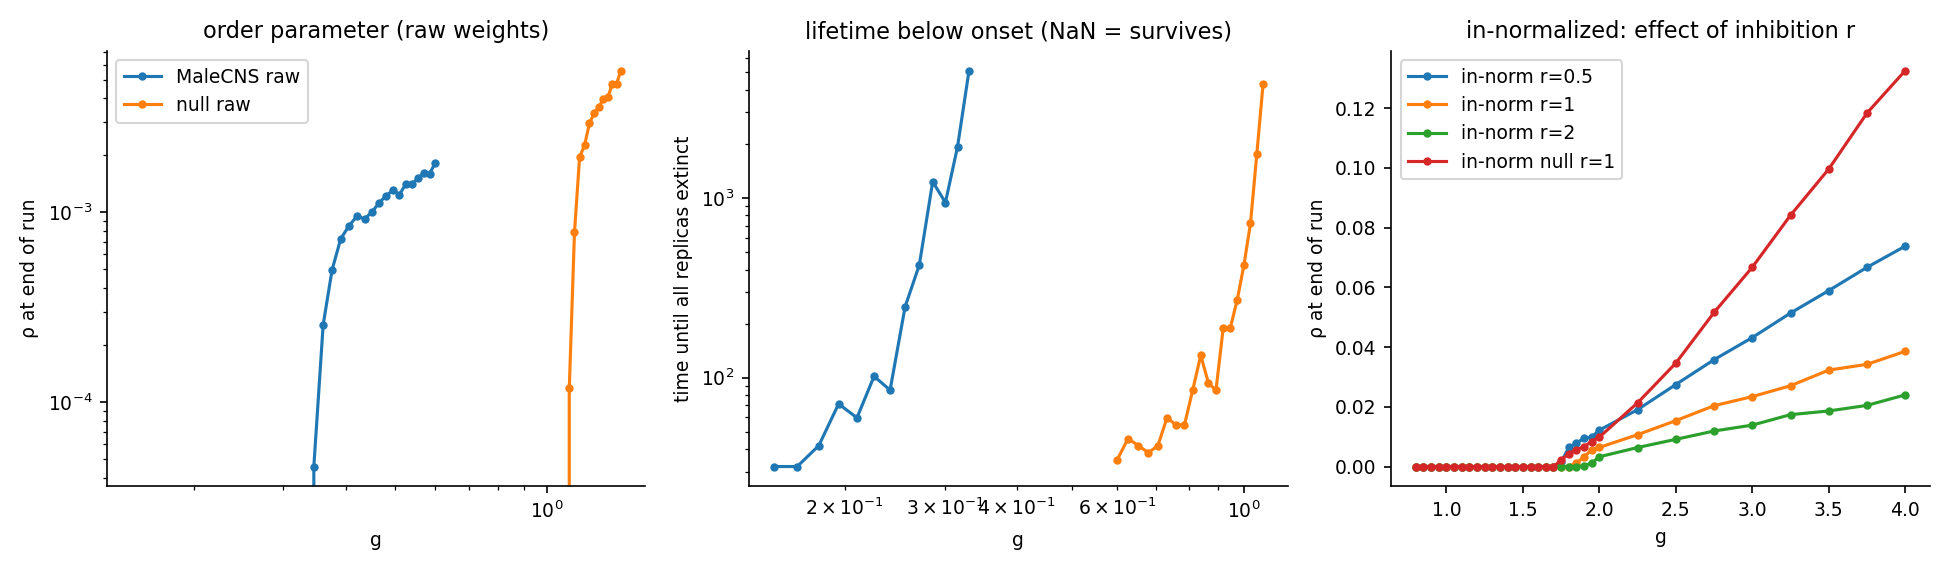 order parameter (raw weights)
MaleCNS raw
null raw
ρ at end of run
10⁻³
10⁻⁴
10⁰
g
lifetime below onset (NaN = survives)
time until all replicas extinct
10³
10²
2 × 10⁻¹
3 × 10⁻¹
4 × 10⁻¹
6 × 10⁻¹
10⁰
g
in-normalized: effect of inhibition r
in-norm r=0.5
in-norm r=1
in-norm r=2
in-norm null r=1
ρ at end of run
0.12
0.10
0.08
0.06
0.04
0.02
0.00
1.0
1.5
2.0
2.5
3.0
3.5
4.0
g